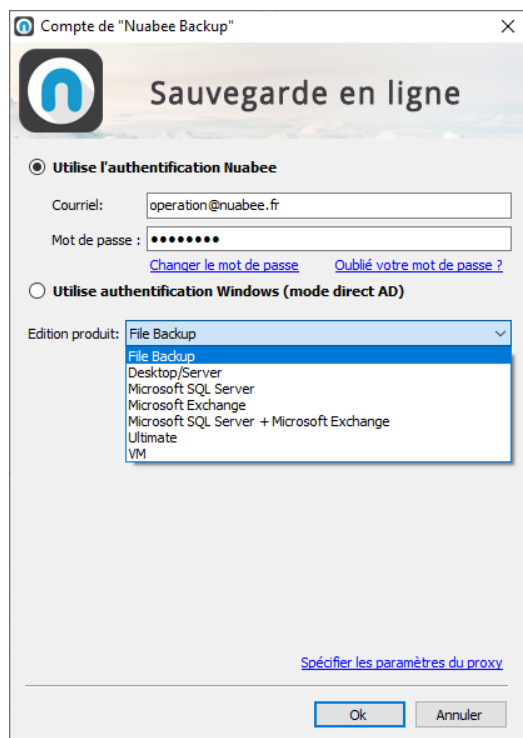 Compte de "Nuabee Backup"
Sauvegarde en ligne
Utilise l'authentification Nuabee
Courriel: operation@nuabee.fr
Mot de passe : ••••••••
Changer le mot de passe Oublié votre mot de passe ?
Utilise authentification Windows (mode direct AD)
Edition produit: File Backup
File Backup
Desktop/Server
Microsoft SQL Server
Microsoft Exchange
Microsoft SQL Server + Microsoft Exchange
Ultimate
VM
Spécifier les paramètres du proxy
Ok Annuler